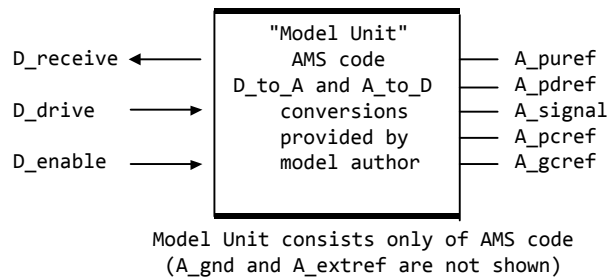 "Model Unit"
D_receive AMS code A_puref
D_to_A and A_to_D A_pdref
D_drive conversions A_signal
provided by A_pcref
D_enable model author A_gcref
Model Unit consists only of AMS code
(A_gnd and A_extref are not shown)